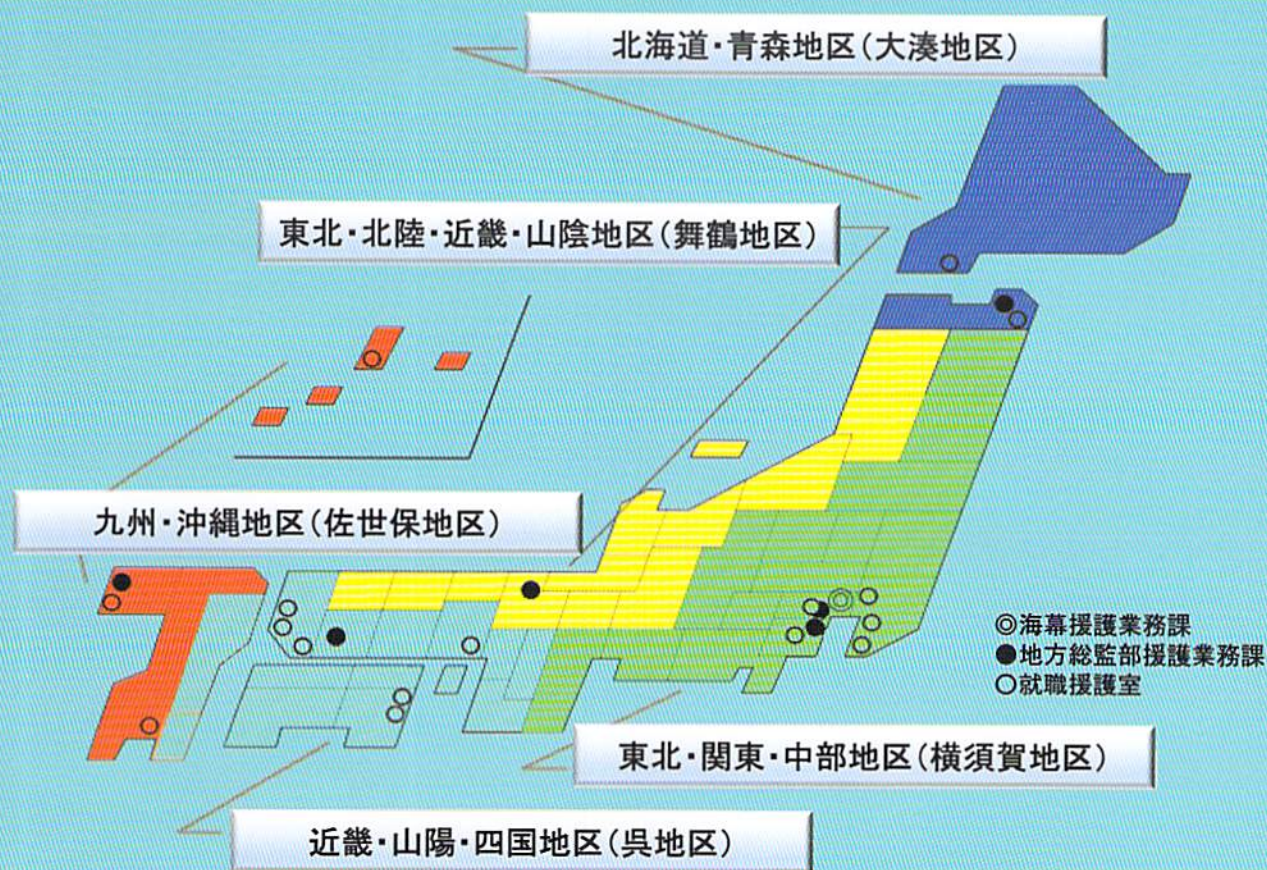 北海道・青森地区(大湊地区)
東北・北陸・近畿・山陰地区(舞鶴地区)
九州・沖縄地区(佐世保地区)
◎海幕援護業務課
●地方総監部援護業務課
○就職援護室
東北・関東・中部地区(横須賀地区)
近畿・山陽・四国地区(呉地区)